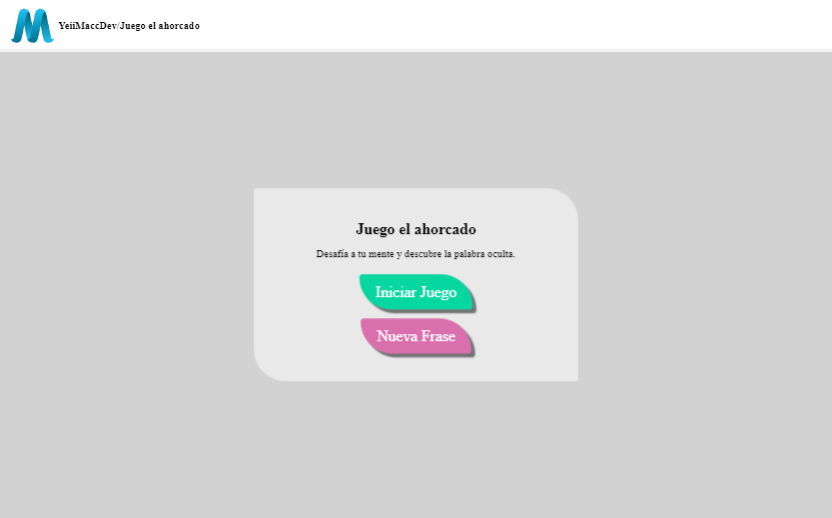 YeiiMaccDev/Juego el ahorcado
Juego el ahorcado
Desafía a tu mente y descubre la palabra oculta.
Iniciar Juego
Nueva Frase